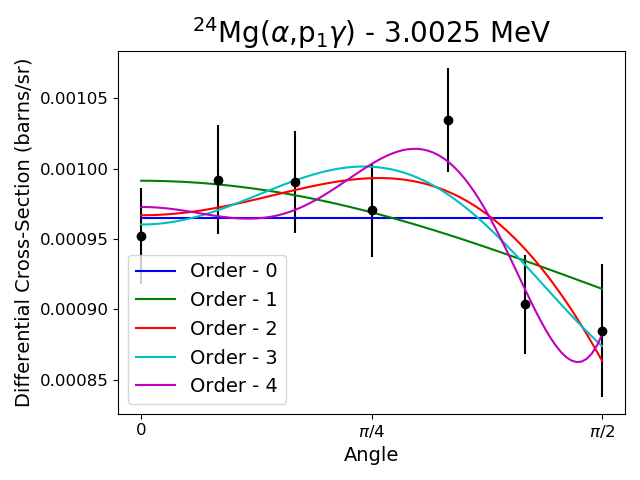 ²⁴Mg(α,p₁γ) - 3.0025 MeV
Differential Cross-Section (barns/sr)
0.00105
0.00100
0.00095
0.00090
0.00085
Order - 0
Order - 1
Order - 2
Order - 3
Order - 4
0
π/4
π/2
Angle